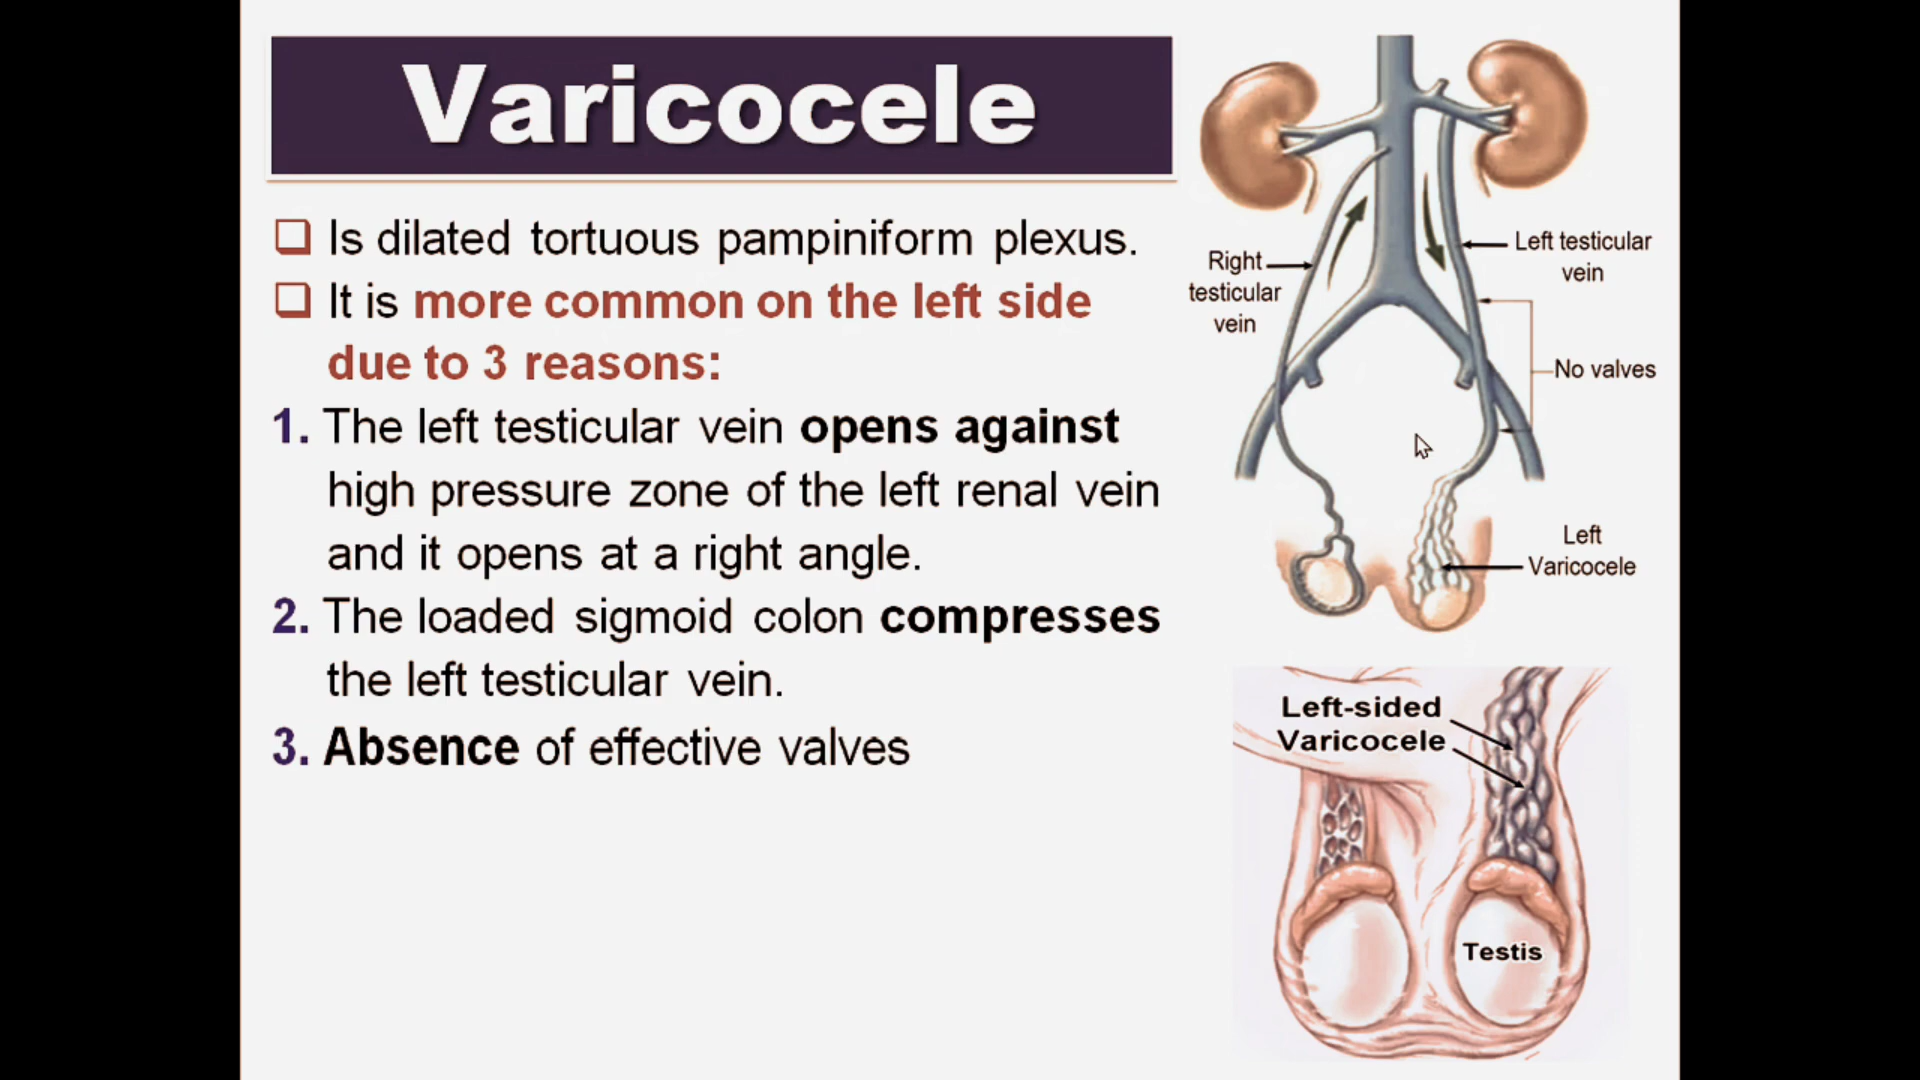 Varicocele
Is dilated tortuous pampiniform plexus.
It is more common on the left side
due to 3 reasons:
1. The left testicular vein opens against
high pressure zone of the left renal vein
and it opens at a right angle.
2. The loaded sigmoid colon compresses
the left testicular vein.
3. Absence of effective valves
Right
testicular
vein
Left testicular
vein
No valves
Left
Varicocele
Left-sided
Varicocele
Testis